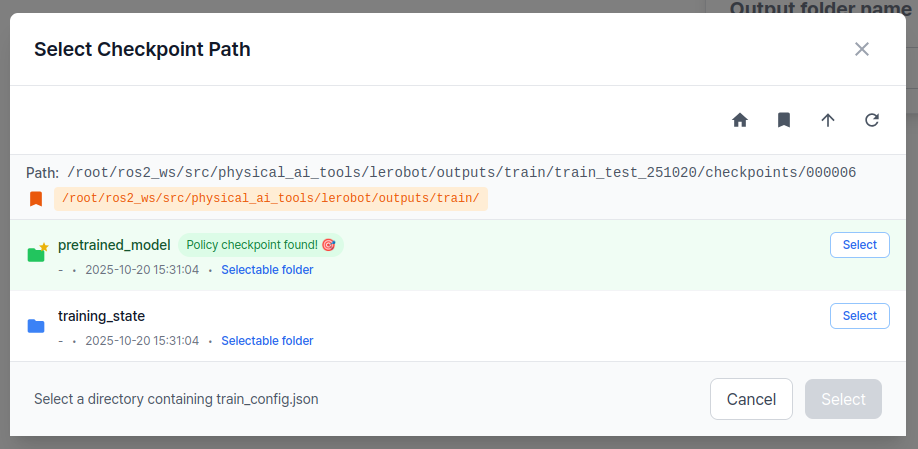 Output folder name
Select Checkpoint Path
Path: /root/ros2_ws/src/physical_ai_tools/lerobot/outputs/train/train_test_251020/checkpoints/000006
/root/ros2_ws/src/physical_ai_tools/lerobot/outputs/train/
pretrained_model Policy checkpoint found! 🎯 Select
- • 2025-10-20 15:31:04 • Selectable folder
training_state Select
- • 2025-10-20 15:31:04 • Selectable folder
Select a directory containing train_config.json Cancel Select